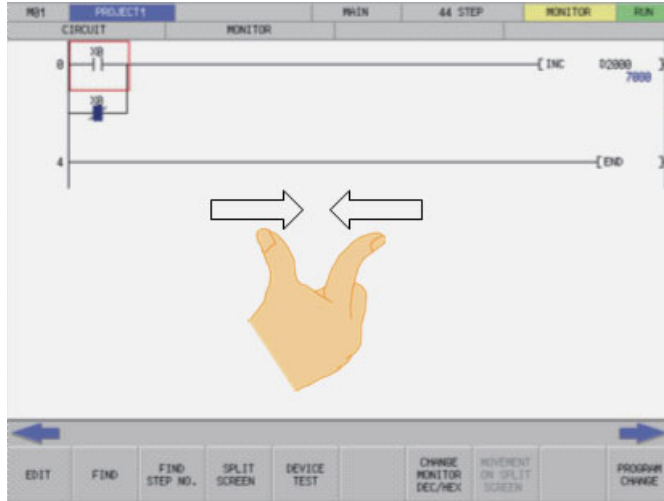 M01 PROJECT1 MAIN 44 STEP MONITOR RUN
CIRCUIT MONITOR
X0
0 [ INC D2000 ]
7000
X0
4 [ END ]
EDIT FIND FIND STEP NO. SPLIT SCREEN DEVICE TEST CHANGE MONITOR DEC/HEX MOVEMENT ON SPLIT SCREEN PROGRAM CHANGE